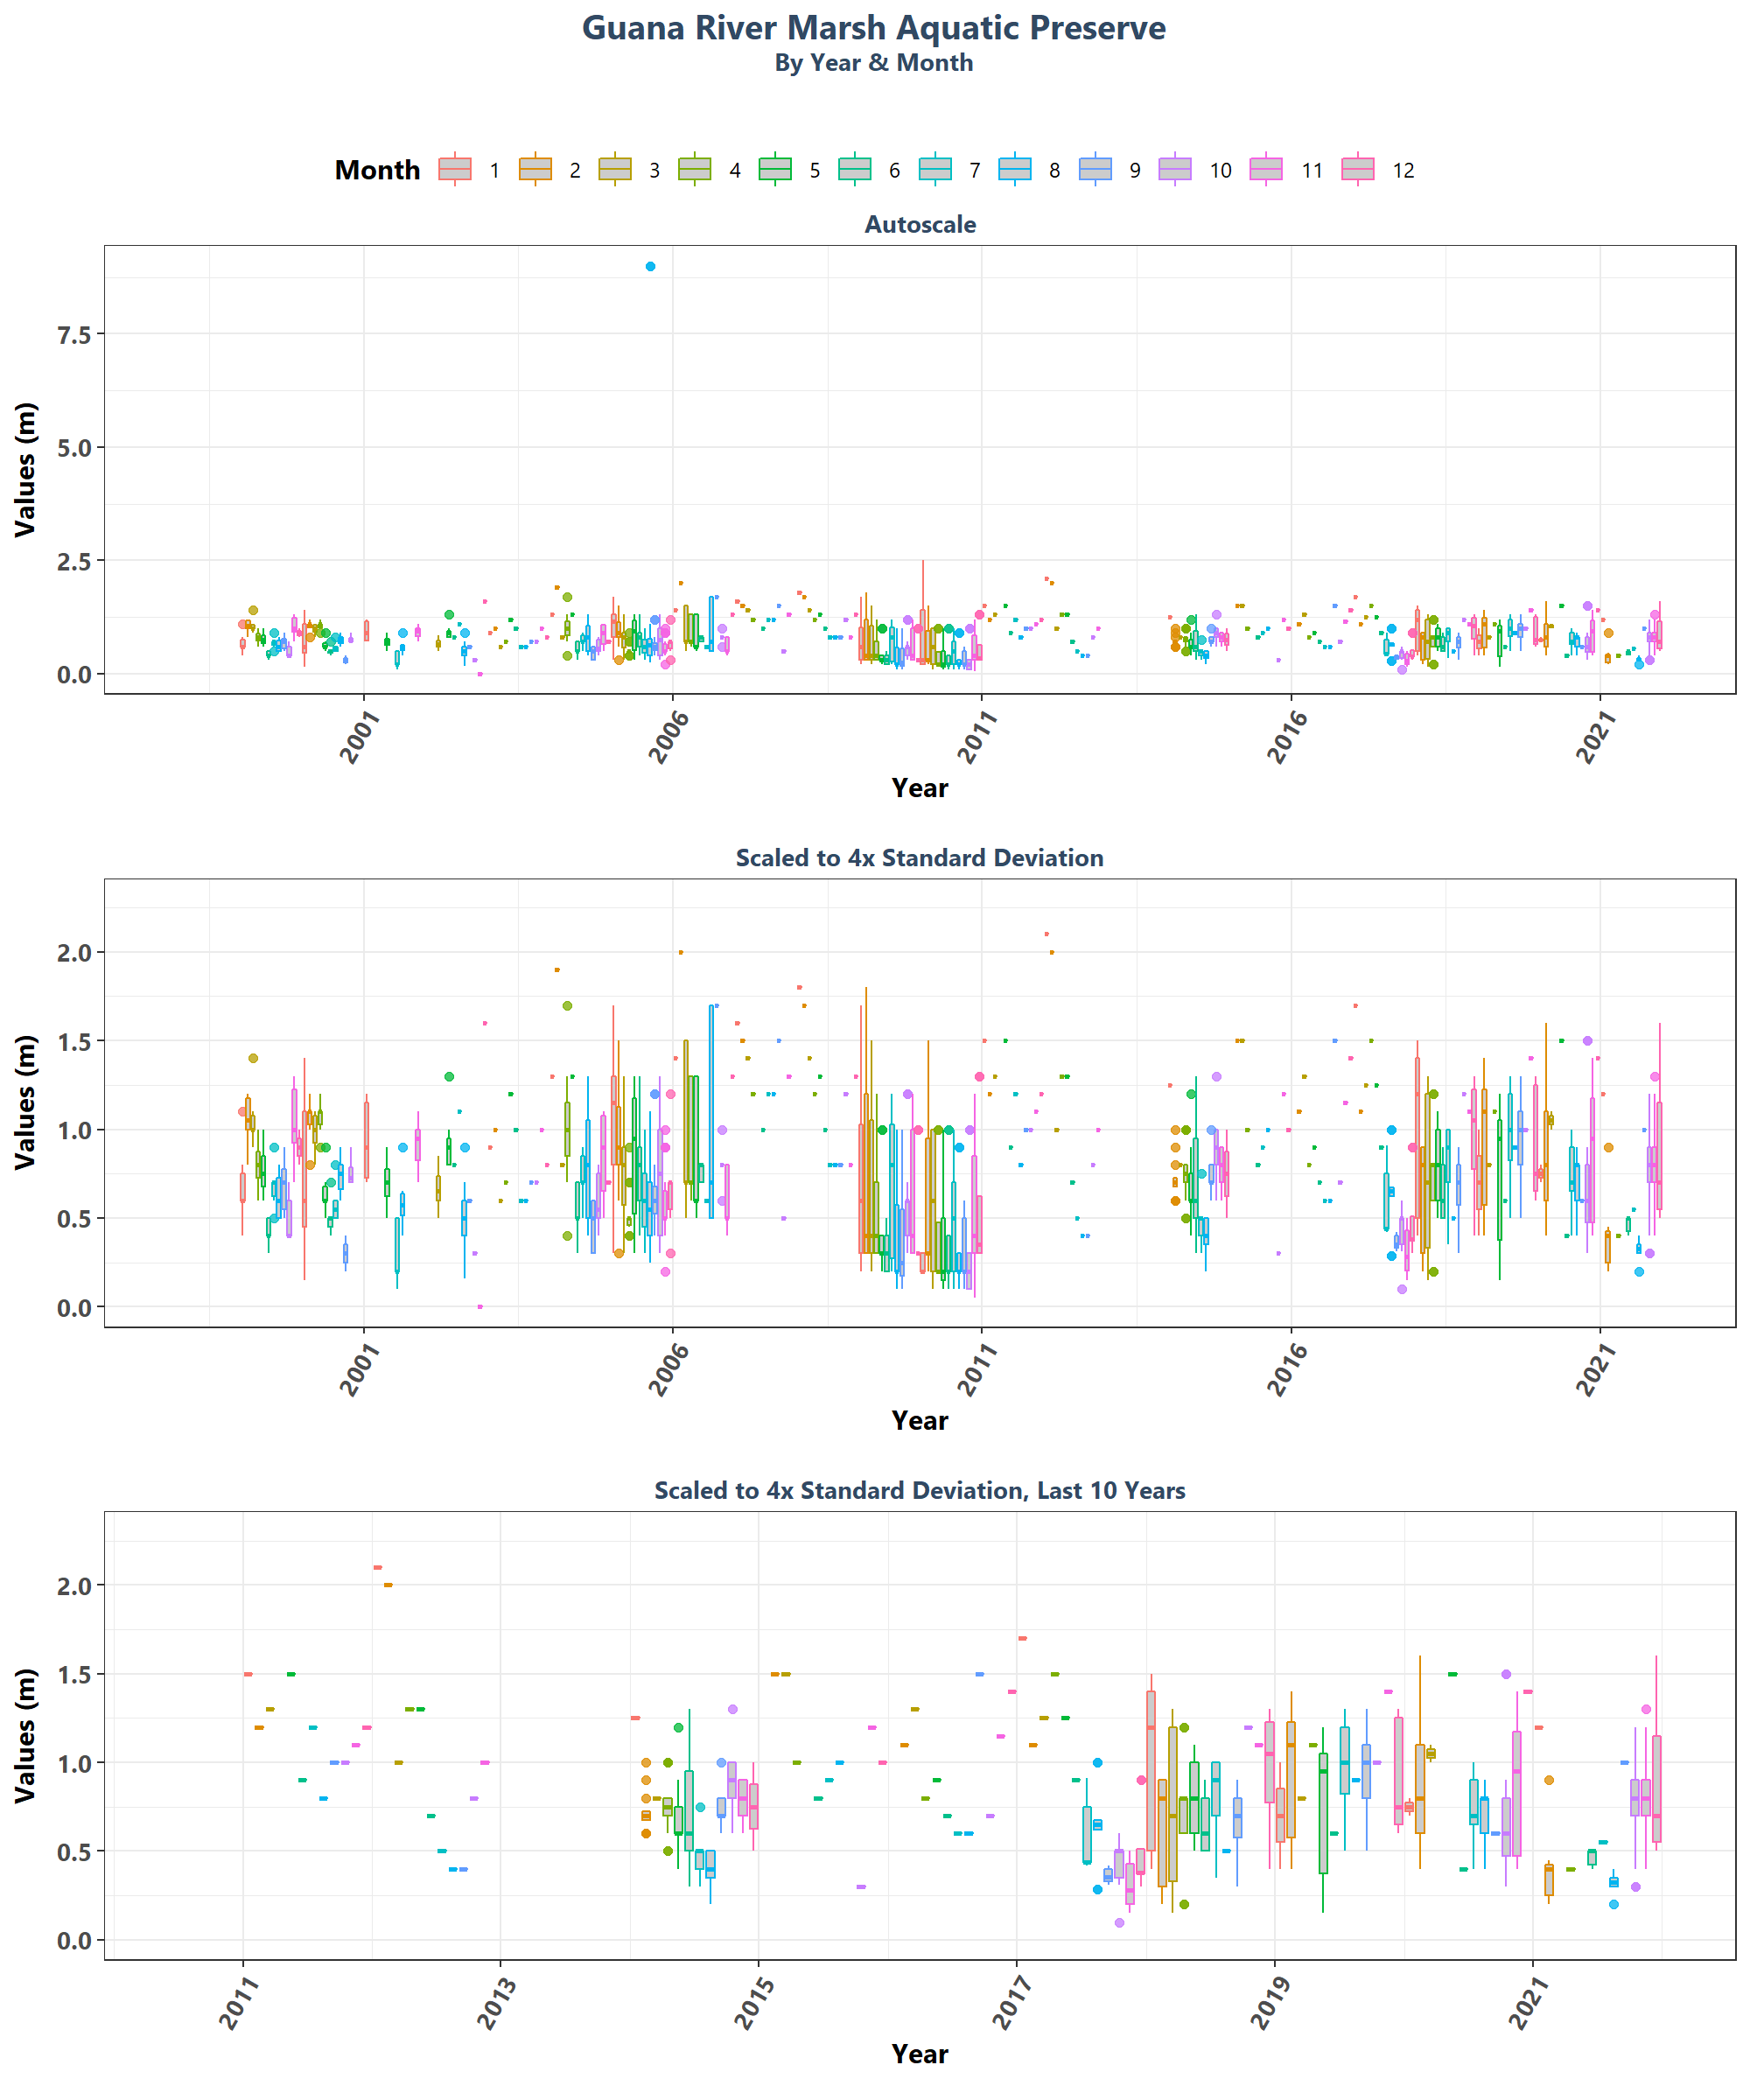 Guana River Marsh Aquatic Preserve
By Year & Month
Month 1 2 3 4 5 6 7 8 9 10 11 12
Autoscale
Values (m)
7.5
5.0
2.5
0.0
2001 2006 2011 2016 2021
Year
Scaled to 4x Standard Deviation
Values (m)
2.0
1.5
1.0
0.5
0.0
2001 2006 2011 2016 2021
Year
Scaled to 4x Standard Deviation, Last 10 Years
Values (m)
2.0
1.5
1.0
0.5
0.0
2011 2013 2015 2017 2019 2021
Year